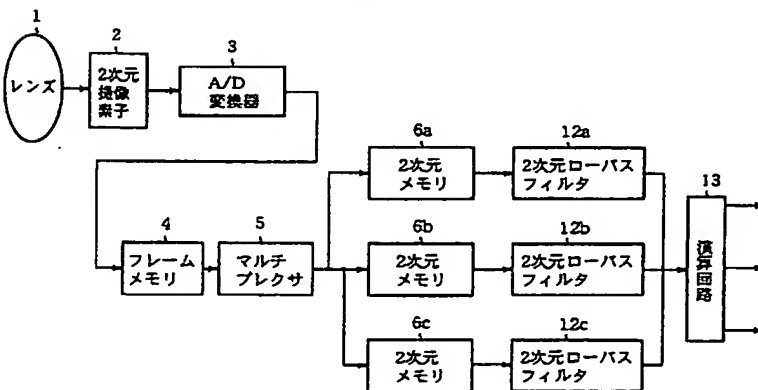 1
レンズ
2
2次元
撮像
素子
3
A/D
変換器
4
フレーム
メモリ
5
マルチ
プレクサ
6a
2次元
メモリ
12a
2次元ローパス
フィルタ
6b
2次元
メモリ
12b
2次元ローパス
フィルタ
6c
2次元
メモリ
12c
2次元ローパス
フィルタ
13
演算回路